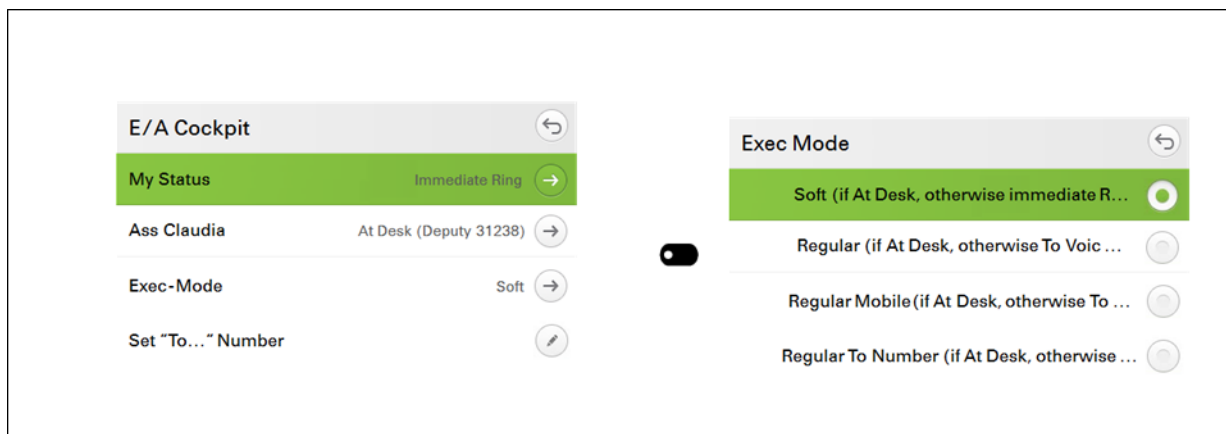 E/A Cockpit
My Status Immediate Ring
Ass Claudia At Desk (Deputy 31238)
Exec-Mode Soft
Set "To..." Number
Exec Mode
Soft (if At Desk, otherwise immediate R...
Regular (if At Desk, otherwise To Voic ...
Regular Mobile(if At Desk, otherwise To ...
Regular To Number (if At Desk, otherwise ...